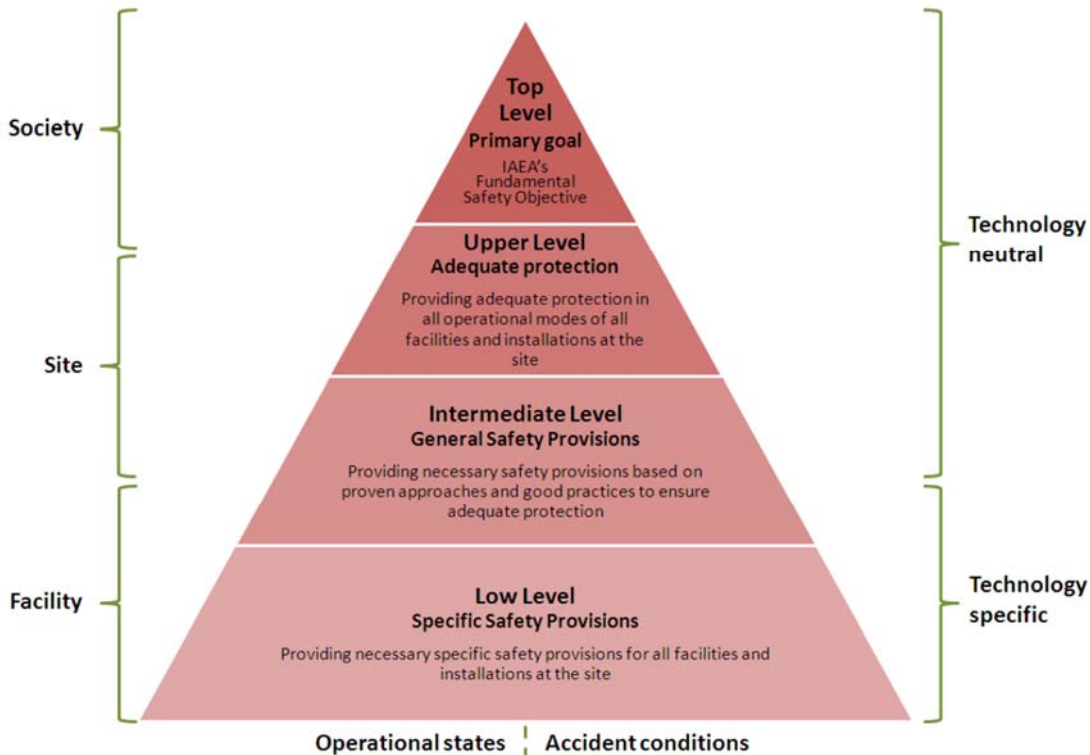 Society
Site
Facility
Top
Level
Primary goal
IAEA's
Fundamental
Safety Objective
Upper Level
Adequate protection
Providing adequate protection in
all operational modes of all
facilities and installations at the
site
Intermediate Level
General Safety Provisions
Providing necessary safety provisions based on
proven approaches and good practices to ensure
adequate protection
Low Level
Specific Safety Provisions
Providing necessary specific safety provisions for all facilities and
installations at the site
Technology
neutral
Technology
specific
Operational states
Accident conditions